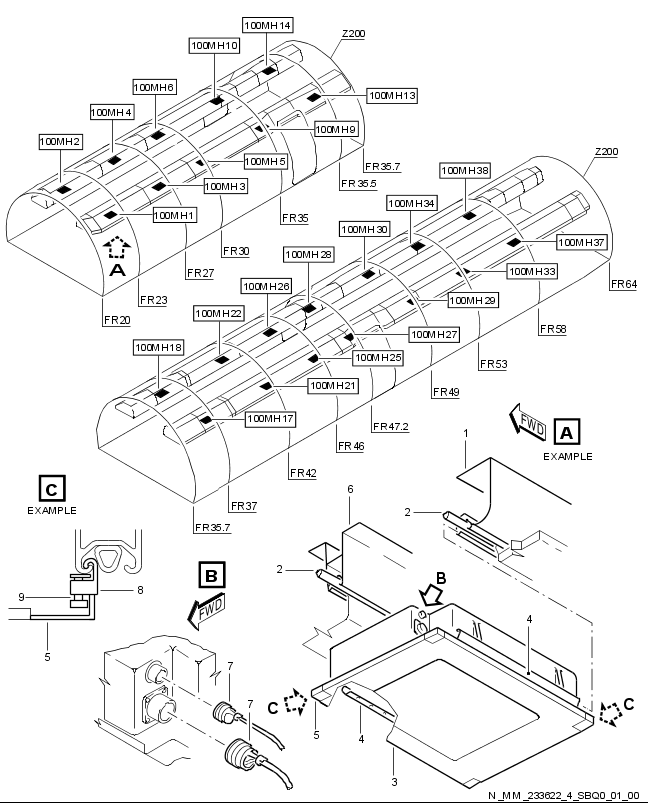 Z200
100MH14
100MH10
100MH6
100MH13
100MH4
100MH9
100MH2
100MH5
100MH3
100MH1
A
FR35.7
FR35.5
FR35
FR30
FR27
FR23
FR20
Z200
100MH38
100MH34
100MH30
100MH37
100MH28
100MH33
100MH26
100MH29
100MH22
100MH27
100MH18
100MH25
100MH21
100MH17
FR64
FR58
FR53
FR49
FR47.2
FR46
FR42
FR37
FR35.7
FWD
A
EXAMPLE
1
2
C
EXAMPLE
9
8
5
B
FWD
7
7
6
2
B
4
C
C
5
4
3
N_MM_233622_4_SBQ0_01_00